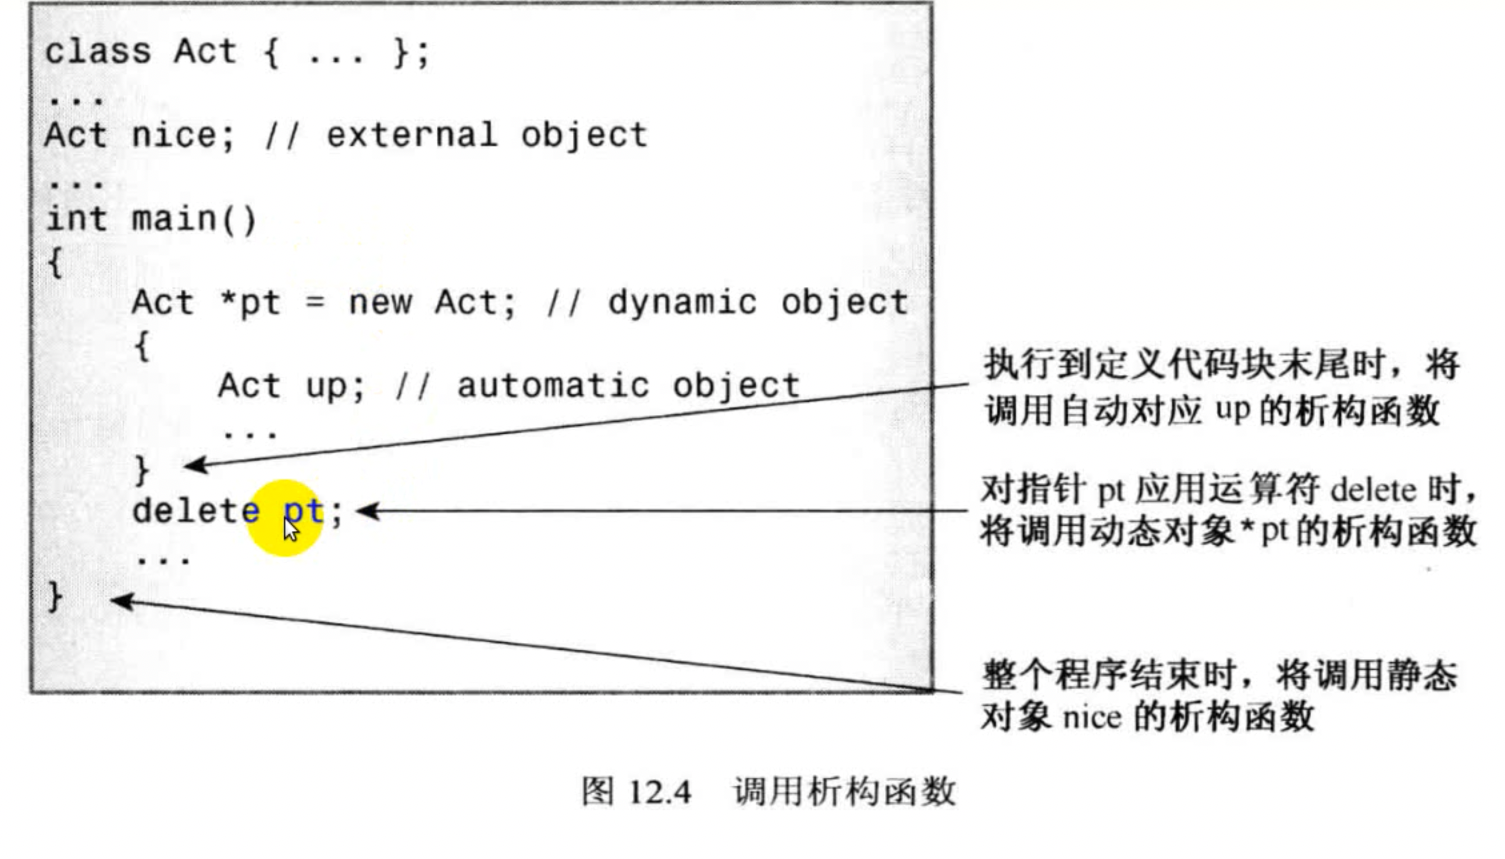 class Act { ... };
...
Act nice; // external object
...
int main()
{
Act *pt = new Act; // dynamic object
{
Act up; // automatic object
...
}
delete pt;
...
}
执行到定义代码块末尾时，将
调用自动对应 up 的析构函数
对指针 pt 应用运算符 delete 时，
将调用动态对象*pt的析构函数
整个程序结束时，将调用静态
对象 nice 的析构函数
图 12.4 调用析构函数